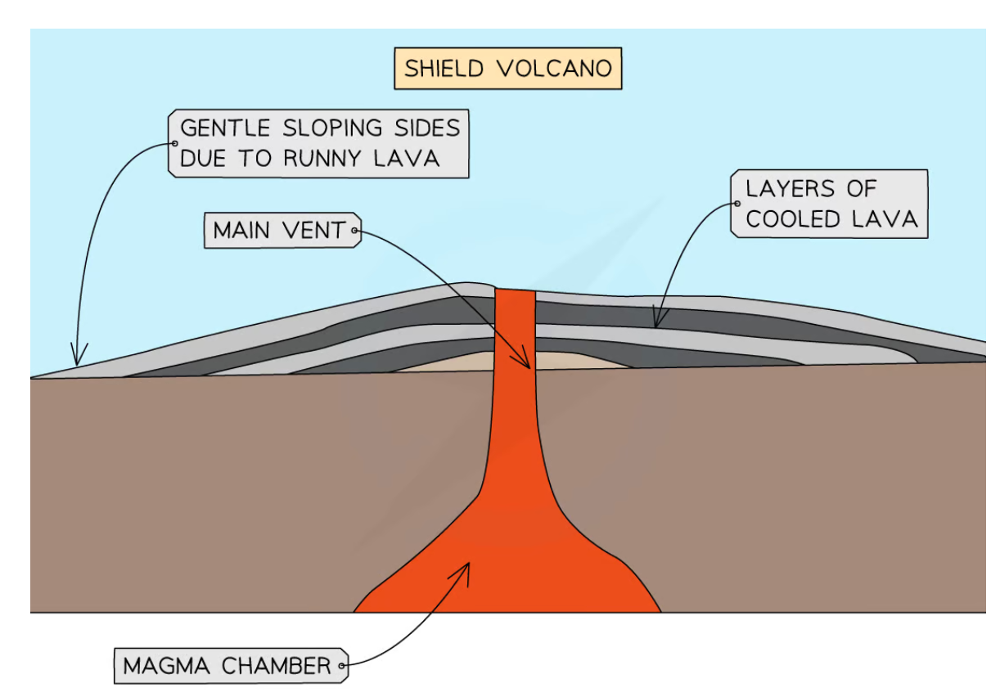 SHIELD VOLCANO
GENTLE SLOPING SIDES
DUE TO RUNNY LAVA
LAYERS OF
COOLED LAVA
MAIN VENT
MAGMA CHAMBER